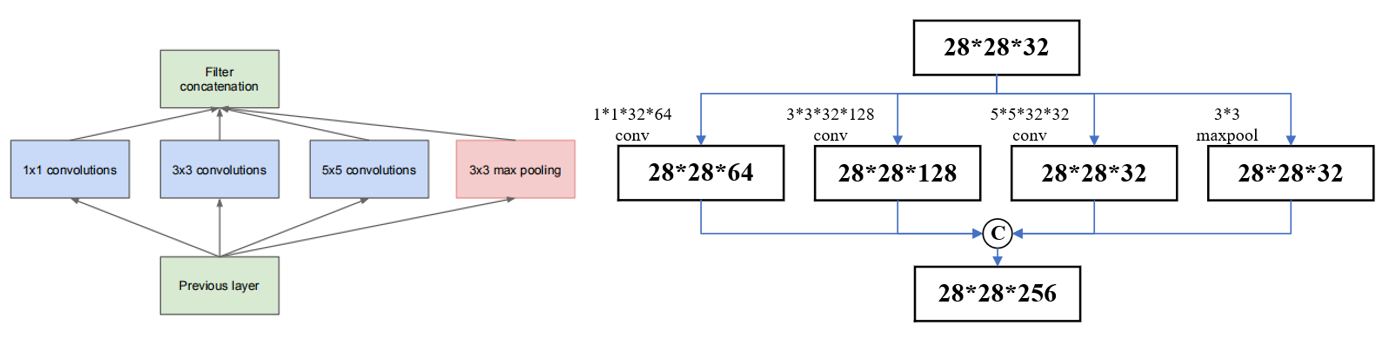 Filter
concatenation
1x1 convolutions
3x3 convolutions
5x5 convolutions
3x3 max pooling
Previous layer
28*28*32
1*1*32*64
conv
3*3*32*128
conv
5*5*32*32
conv
3*3
maxpool
28*28*64
28*28*128
28*28*32
28*28*32
C
28*28*256